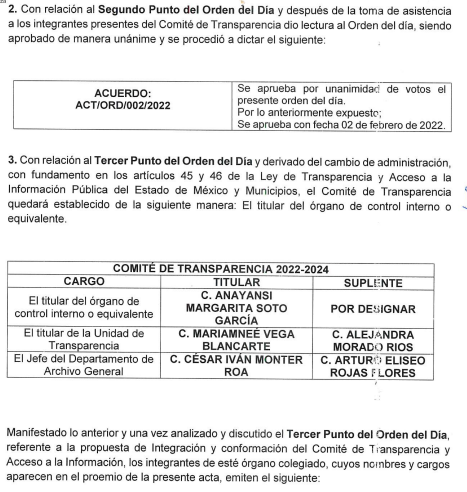 2. Con relación al Segundo Punto del Orden del Día y después de la toma de asistencia
a los integrantes presentes del Comité de Transparencia dio lectura al Orden del día, siendo
aprobado de manera unánime y se procedió a dictar el siguiente:
ACUERDO:
ACT/ORD/002/2022
Se aprueba por unanimidad de votos el
presente orden del día.
Por lo anteriormente expuesto;
Se aprueba con fecha 02 de febrero de 2022.
3. Con relación al Tercer Punto del Orden del Día y derivado del cambio de administración,
con fundamento en los artículos 45 y 46 de la Ley de Transparencia y Acceso a la
Información Pública del Estado de México y Municipios, el Comité de Transparencia
quedará establecido de la siguiente manera: El titular del órgano de control interno o
equivalente.
COMITÉ DE TRANSPARENCIA 2022-2024
CARGO TITULAR SUPLENTE
El titular del órgano de
control interno o equivalente
C. ANAYANSI
MARGARITA SOTO
GARCÍA
POR DESIGNAR
El titular de la Unidad de
Transparencia
C. MARIAMNEÉ VEGA
BLANCARTE
C. ALEJANDRA
MORADO RIOS
El Jefe del Departamento de
Archivo General
C. CÉSAR IVÁN MONTER
ROA
C. ARTURO ELISEO
ROJAS FLORES
Manifestado lo anterior y una vez analizado y discutido el Tercer Punto del Orden del Día,
referente a la propuesta de Integración y conformación del Comité de Transparencia y
Acceso a la Información, los integrantes de esté órgano colegiado, cuyos nombres y cargos
aparecen en el proemio de la presente acta, emiten el siguiente: